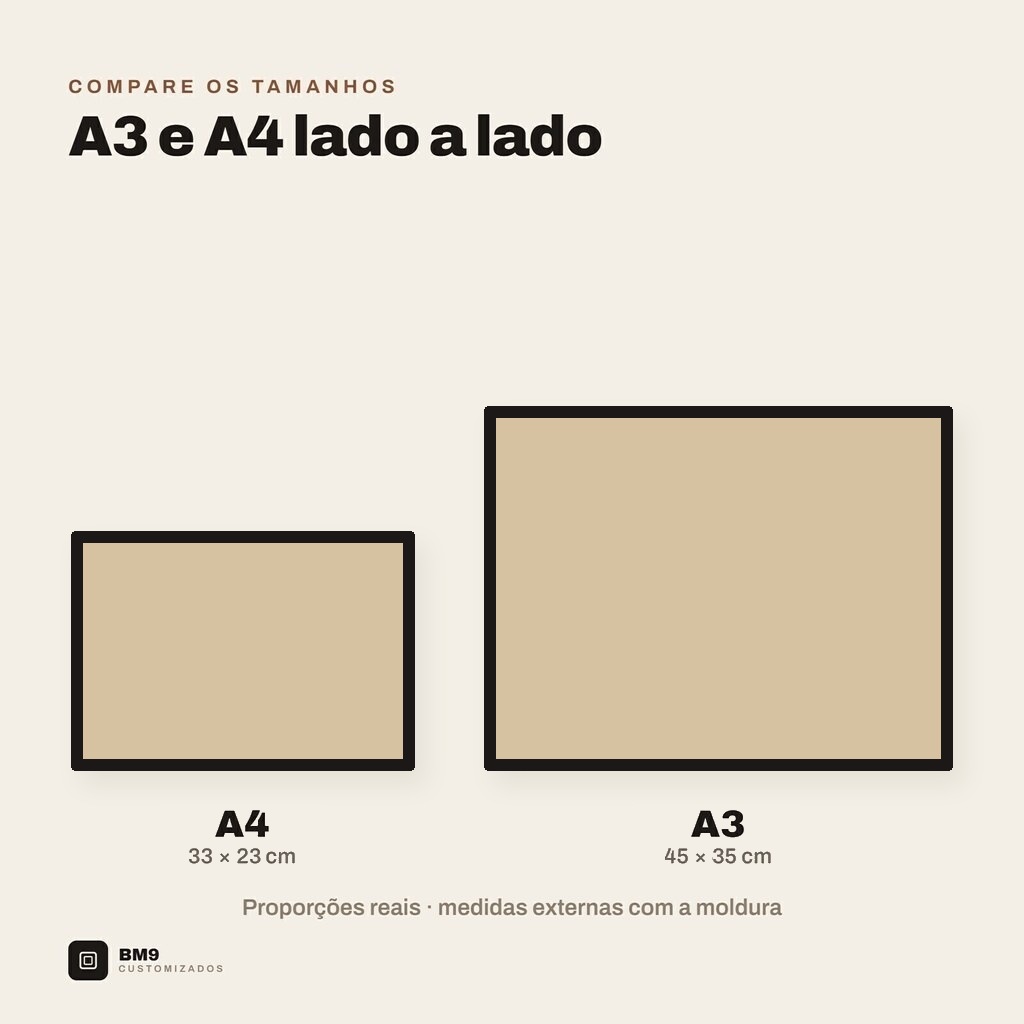 COMPARE OS TAMANHOS
A3 e A4 lado a lado
A4
33 × 23 cm
A3
45 × 35 cm
Proporções reais · medidas externas com a moldura
BM9
CUSTOMIZADOS